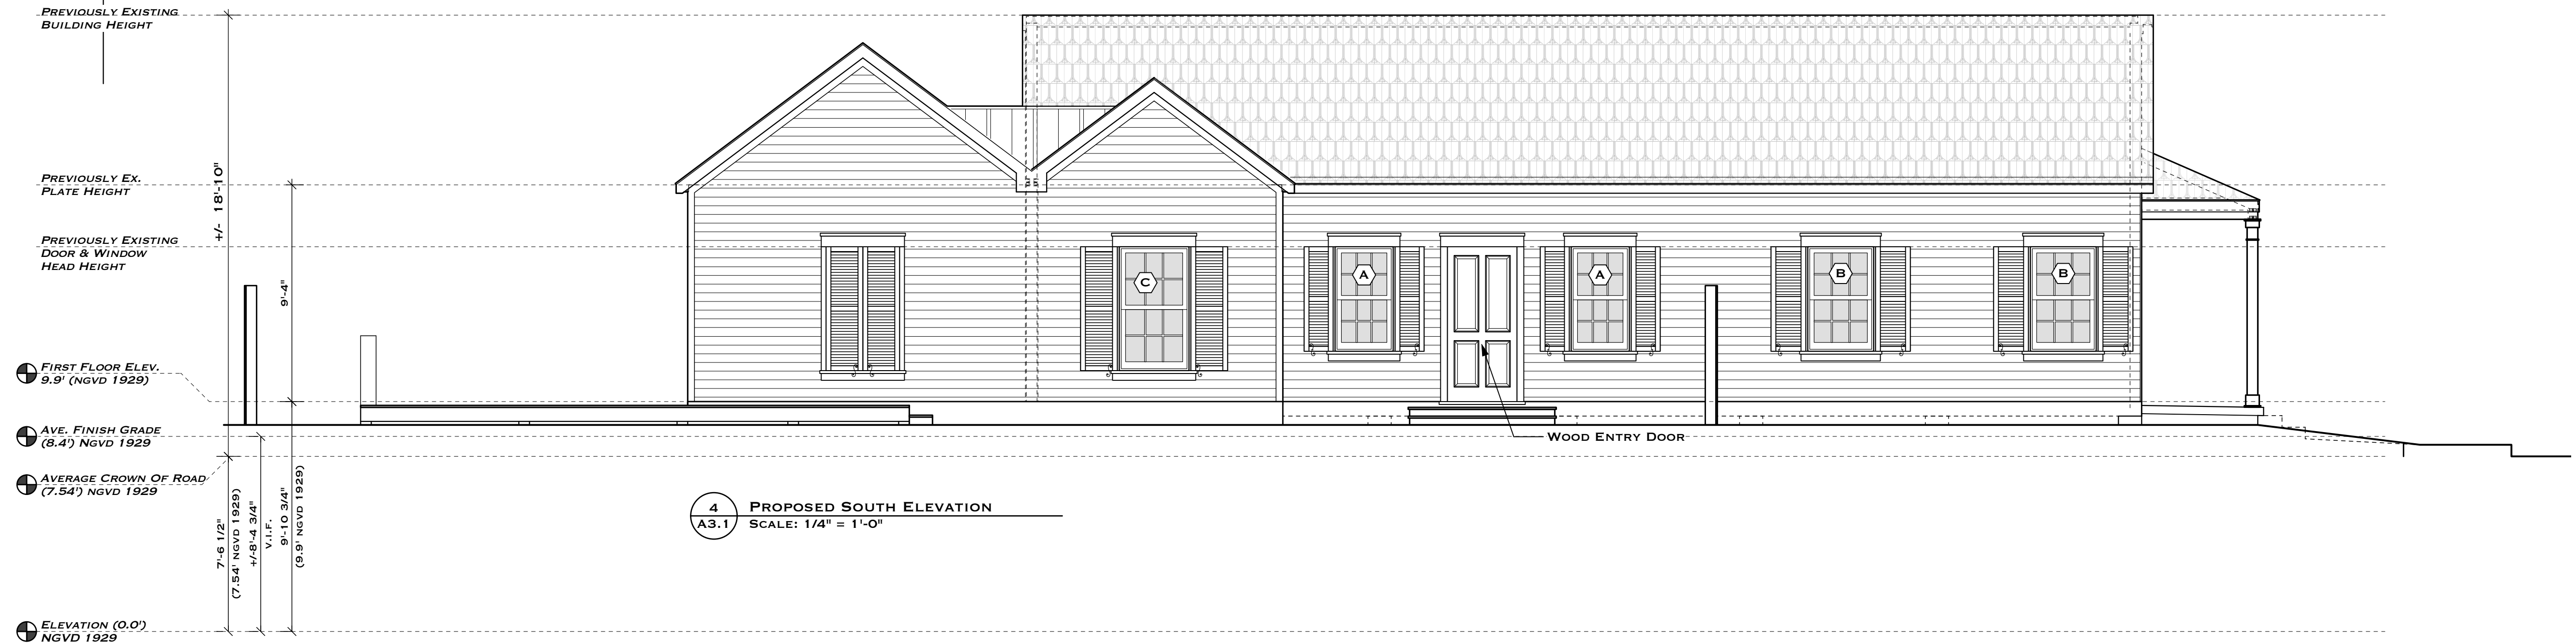 PREVIOUSLY EXISTING
BUILDING HEIGHT
PREVIOUSLY EX.
PLATE HEIGHT
PREVIOUSLY EXISTING
DOOR & WINDOW
HEAD HEIGHT
FIRST FLOOR ELEV.
9.9' (NGVD 1929)
AVE. FINISH GRADE
(8.4') NGVD 1929
AVERAGE CROWN OF ROAD
(7.54') NGVD 1929
ELEVATION (0.0')
NGVD 1929
+/- 18'-10"
9'-4"
7'-6 1/2"
(7.54' NGVD 1929)
+/-8'-4 3/4"
V.I.F.
9'-10 3/4"
(9.9' NGVD 1929)
C
A
A
B
B
WOOD ENTRY DOOR
4
A3.1
PROPOSED SOUTH ELEVATION
SCALE: 1/4" = 1'-0"